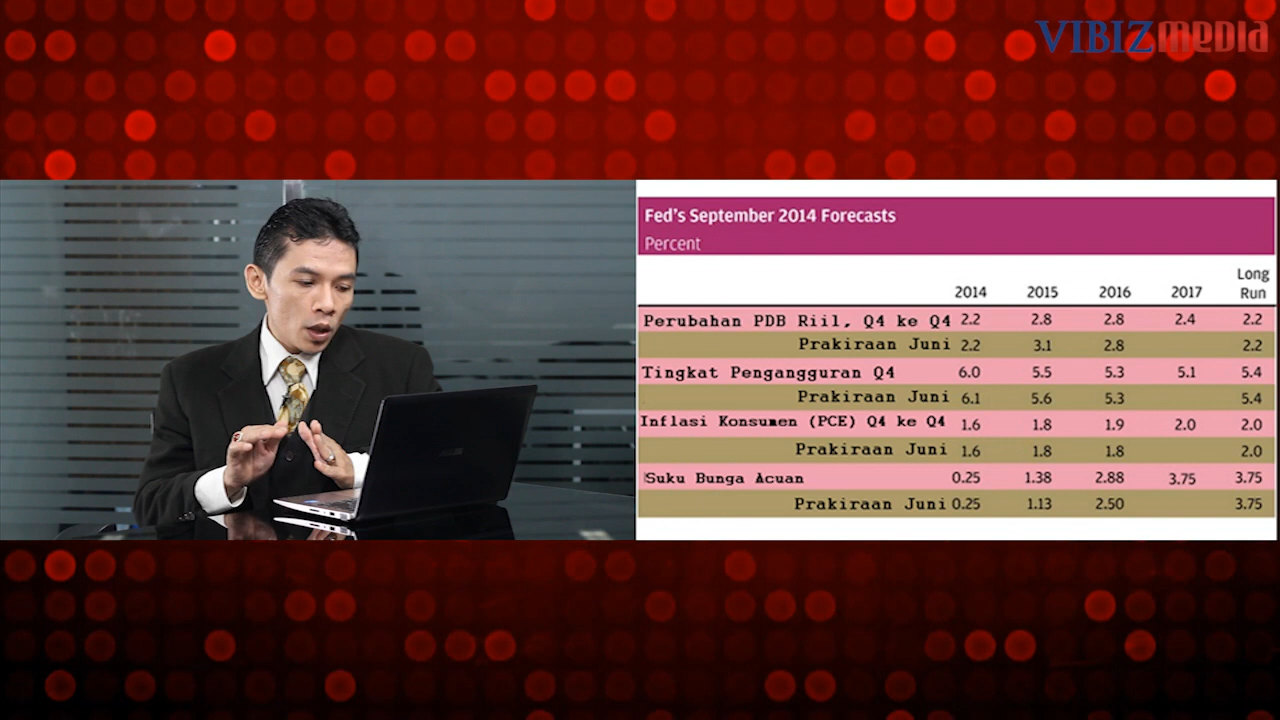 VIBIZmedia
Fed's September 2014 Forecasts
Percent
2014 2015 2016 2017 Long Run
Perubahan PDB Riil, Q4 ke Q4 2.2 2.8 2.8 2.4 2.2
Prakiraan Juni 2.2 3.1 2.8 2.2
Tingkat Pengangguran Q4 6.0 5.5 5.3 5.1 5.4
Prakiraan Juni 6.1 5.6 5.3 5.4
Inflasi Konsumen (PCE) Q4 ke Q4 1.6 1.8 1.9 2.0 2.0
Prakiraan Juni 1.6 1.8 1.8 2.0
Suku Bunga Acuan 0.25 1.38 2.88 3.75 3.75
Prakiraan Juni 0.25 1.13 2.50 3.75